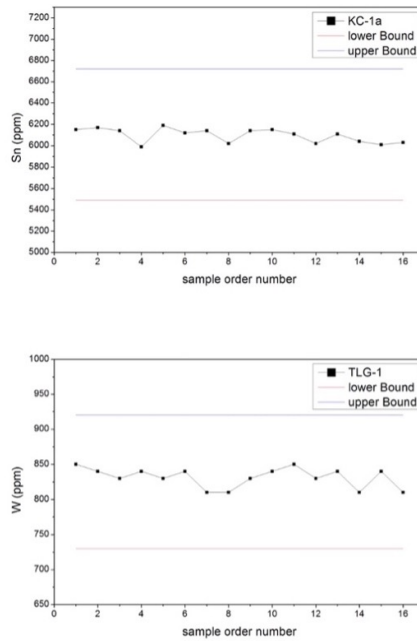 7200
7000
6800
6600
6400
6200
6000
5800
5600
5400
5200
5000
Sn (ppm)
KC-1a
lower Bound
upper Bound
0 2 4 6 8 10 12 14 16
sample order number
1000
950
900
850
800
750
700
650
W (ppm)
TLG-1
lower Bound
upper Bound
0 2 4 6 8 10 12 14 16
sample order number